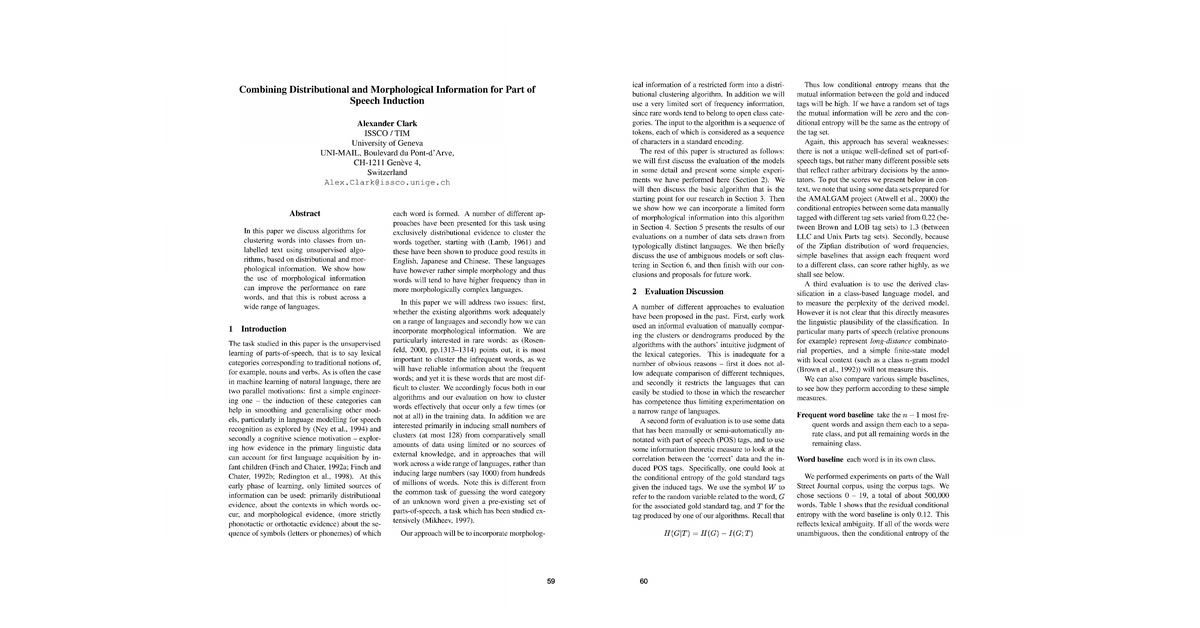 Combining Distributional and Morphological Information for Part of
Speech Induction
Alexander Clark
ISSCO / TIM
University of Geneva
UNI-MAIL, Boulevard du Pont-d'Arve,
CH-1211 Genève 4,
Switzerland
Alex.Clark@issco.unige.ch
Abstract
In this paper we discuss algorithms for
clustering words into classes from un-
labelled text using unsupervised algo-
rithms, based on distributional and mor-
phological information. We show how
the use of morphological information
can improve the performance on rare
words, and that this is robust across a
wide range of languages.
1 Introduction
The task studied in this paper is the unsupervised
learning of parts-of-speech, that is to say lexical
categories corresponding to traditional notions of,
for example, nouns and verbs. As is often the case
in machine learning of natural language, there are
two parallel motivations: first a simple engineer-
ing one – the induction of these categories can
help in smoothing and generalising other mod-
els, particularly in language modelling for speech
recognition as explored by (Ney et al., 1994) and
secondly a cognitive science motivation – explor-
ing how evidence in the primary linguistic data
can account for first language acquisition by in-
fant children (Finch and Chater, 1992a; Finch and
Chater, 1992b; Redington et al., 1998). At this
early phase of learning, only limited sources of
information can be used: primarily distributional
evidence, about the contexts in which words oc-
cur, and morphological evidence, (more strictly
phonotactic or orthotactic evidence) about the se-
quence of symbols (letters or phonemes) of which
each word is formed. A number of different ap-
proaches have been presented for this task using
exclusively distributional evidence to cluster the
words together, starting with (Lamb, 1961) and
these have been shown to produce good results in
English, Japanese and Chinese. These languages
have however rather simple morphology and thus
words will tend to have higher frequency than in
more morphologically complex languages.
In this paper we will address two issues: first,
whether the existing algorithms work adequately
on a range of languages and secondly how we can
incorporate morphological information. We are
particularly interested in rare words: as (Rosen-
feld, 2000, pp.1313–1314) points out, it is most
important to cluster the infrequent words, as we
will have reliable information about the frequent
words; and yet it is these words that are most dif-
ficult to cluster. We accordingly focus both in our
algorithms and our evaluation on how to cluster
words effectively that occur only a few times (or
not at all) in the training data. In addition we are
interested primarily in inducing small numbers of
clusters (at most 128) from comparatively small
amounts of data using limited or no sources of
external knowledge, and in approaches that will
work across a wide range of languages, rather than
inducing large numbers (say 1000) from hundreds
of millions of words. Note this is different from
the common task of guessing the word category
of an unknown word given a pre-existing set of
parts-of-speech, a task which has been studied ex-
tensively (Mikheev, 1997).
Our approach will be to incorporate morpholog-
59
ical information of a restricted form into a distri-
butional clustering algorithm. In addition we will
use a very limited sort of frequency information,
since rare words tend to belong to open class cate-
gories. The input to the algorithm is a sequence of
tokens, each of which is considered as a sequence
of characters in a standard encoding.
The rest of this paper is structured as follows:
we will first discuss the evaluation of the models
in some detail and present some simple experi-
ments we have performed here (Section 2). We
will then discuss the basic algorithm that is the
starting point for our research in Section 3. Then
we show how we can incorporate a limited form
of morphological information into this algorithm
in Section 4. Section 5 presents the results of our
evaluations on a number of data sets drawn from
typologically distinct languages. We then briefly
discuss the use of ambiguous models or soft clus-
tering in Section 6, and then finish with our con-
clusions and proposals for future work.
2 Evaluation Discussion
A number of different approaches to evaluation
have been proposed in the past. First, early work
used an informal evaluation of manually compar-
ing the clusters or dendrograms produced by the
algorithms with the authors' intuitive judgment of
the lexical categories. This is inadequate for a
number of obvious reasons – first it does not al-
low adequate comparison of different techniques,
and secondly it restricts the languages that can
easily be studied to those in which the researcher
has competence thus limiting experimentation on
a narrow range of languages.
A second form of evaluation is to use some data
that has been manually or semi-automatically an-
notated with part of speech (POS) tags, and to use
some information theoretic measure to look at the
correlation between the 'correct' data and the in-
duced POS tags. Specifically, one could look at
the conditional entropy of the gold standard tags
given the induced tags. We use the symbol W to
refer to the random variable related to the word, G
for the associated gold standard tag, and T for the
tag produced by one of our algorithms. Recall that
H(G|T) = H(G) − I(G;T)
Thus low conditional entropy means that the
mutual information between the gold and induced
tags will be high. If we have a random set of tags
the mutual information will be zero and the con-
ditional entropy will be the same as the entropy of
the tag set.
Again, this approach has several weaknesses:
there is not a unique well-defined set of part-of-
speech tags, but rather many different possible sets
that reflect rather arbitrary decisions by the anno-
tators. To put the scores we present below in con-
text, we note that using some data sets prepared for
the AMALGAM project (Atwell et al., 2000) the
conditional entropies between some data manually
tagged with different tag sets varied from 0.22 (be-
tween Brown and LOB tag sets) to 1.3 (between
LLC and Unix Parts tag sets). Secondly, because
of the Zipfian distribution of word frequencies,
simple baselines that assign each frequent word
to a different class, can score rather highly, as we
shall see below.
A third evaluation is to use the derived clas-
sification in a class-based language model, and
to measure the perplexity of the derived model.
However it is not clear that this directly measures
the linguistic plausibility of the classification. In
particular many parts of speech (relative pronouns
for example) represent long-distance combinato-
rial properties, and a simple finite-state model
with local context (such as a class n-gram model
(Brown et al., 1992)) will not measure this.
We can also compare various simple baselines,
to see how they perform according to these simple
measures.
Frequent word baseline take the n − 1 most fre-
quent words and assign them each to a sepa-
rate class, and put all remaining words in the
remaining class.
Word baseline each word is in its own class.
We performed experiments on parts of the Wall
Street Journal corpus, using the corpus tags. We
chose sections 0 – 19, a total of about 500,000
words. Table 1 shows that the residual conditional
entropy with the word baseline is only 0.12. This
reflects lexical ambiguity. If all of the words were
unambiguous, then the conditional entropy of the
60